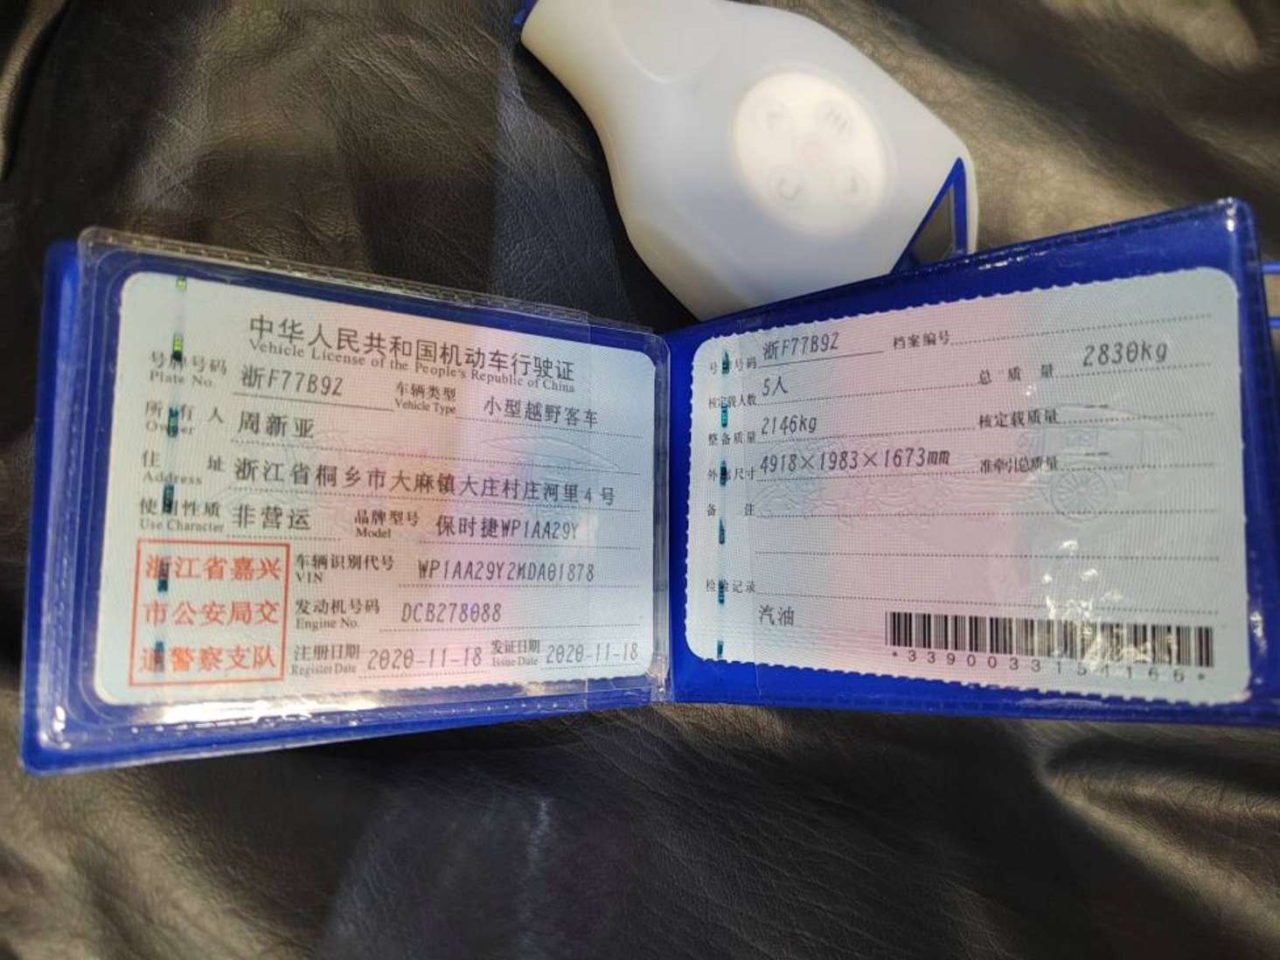 中华人民共和国机动车行驶证
Vehicle License of the People's Republic of China
号牌号码 浙F77B9Z 车辆类型 小型越野客车
Plate No. Vehicle Type
所有人 周新亚
Owner
住址 浙江省桐乡市大麻镇大庄村庄河里4号
Address
使用性质 非营运 品牌型号 保时捷WP1AA29Y
Use Character Model
浙江省嘉兴
市公安局交
通警察支队
车辆识别代号 WP1AA29Y2MDA01878
VIN
发动机号码 DCB278088
Engine No.
注册日期 2020-11-18 发证日期 2020-11-18
Register Date Issue Date
号牌号码 浙F77B9Z 档案编号
核定载人数 5人 总质量 2830kg
整备质量 2146kg 核定载质量
外廓尺寸 4918×1983×1673mm 准牵引总质量
备注
检验记录
汽油